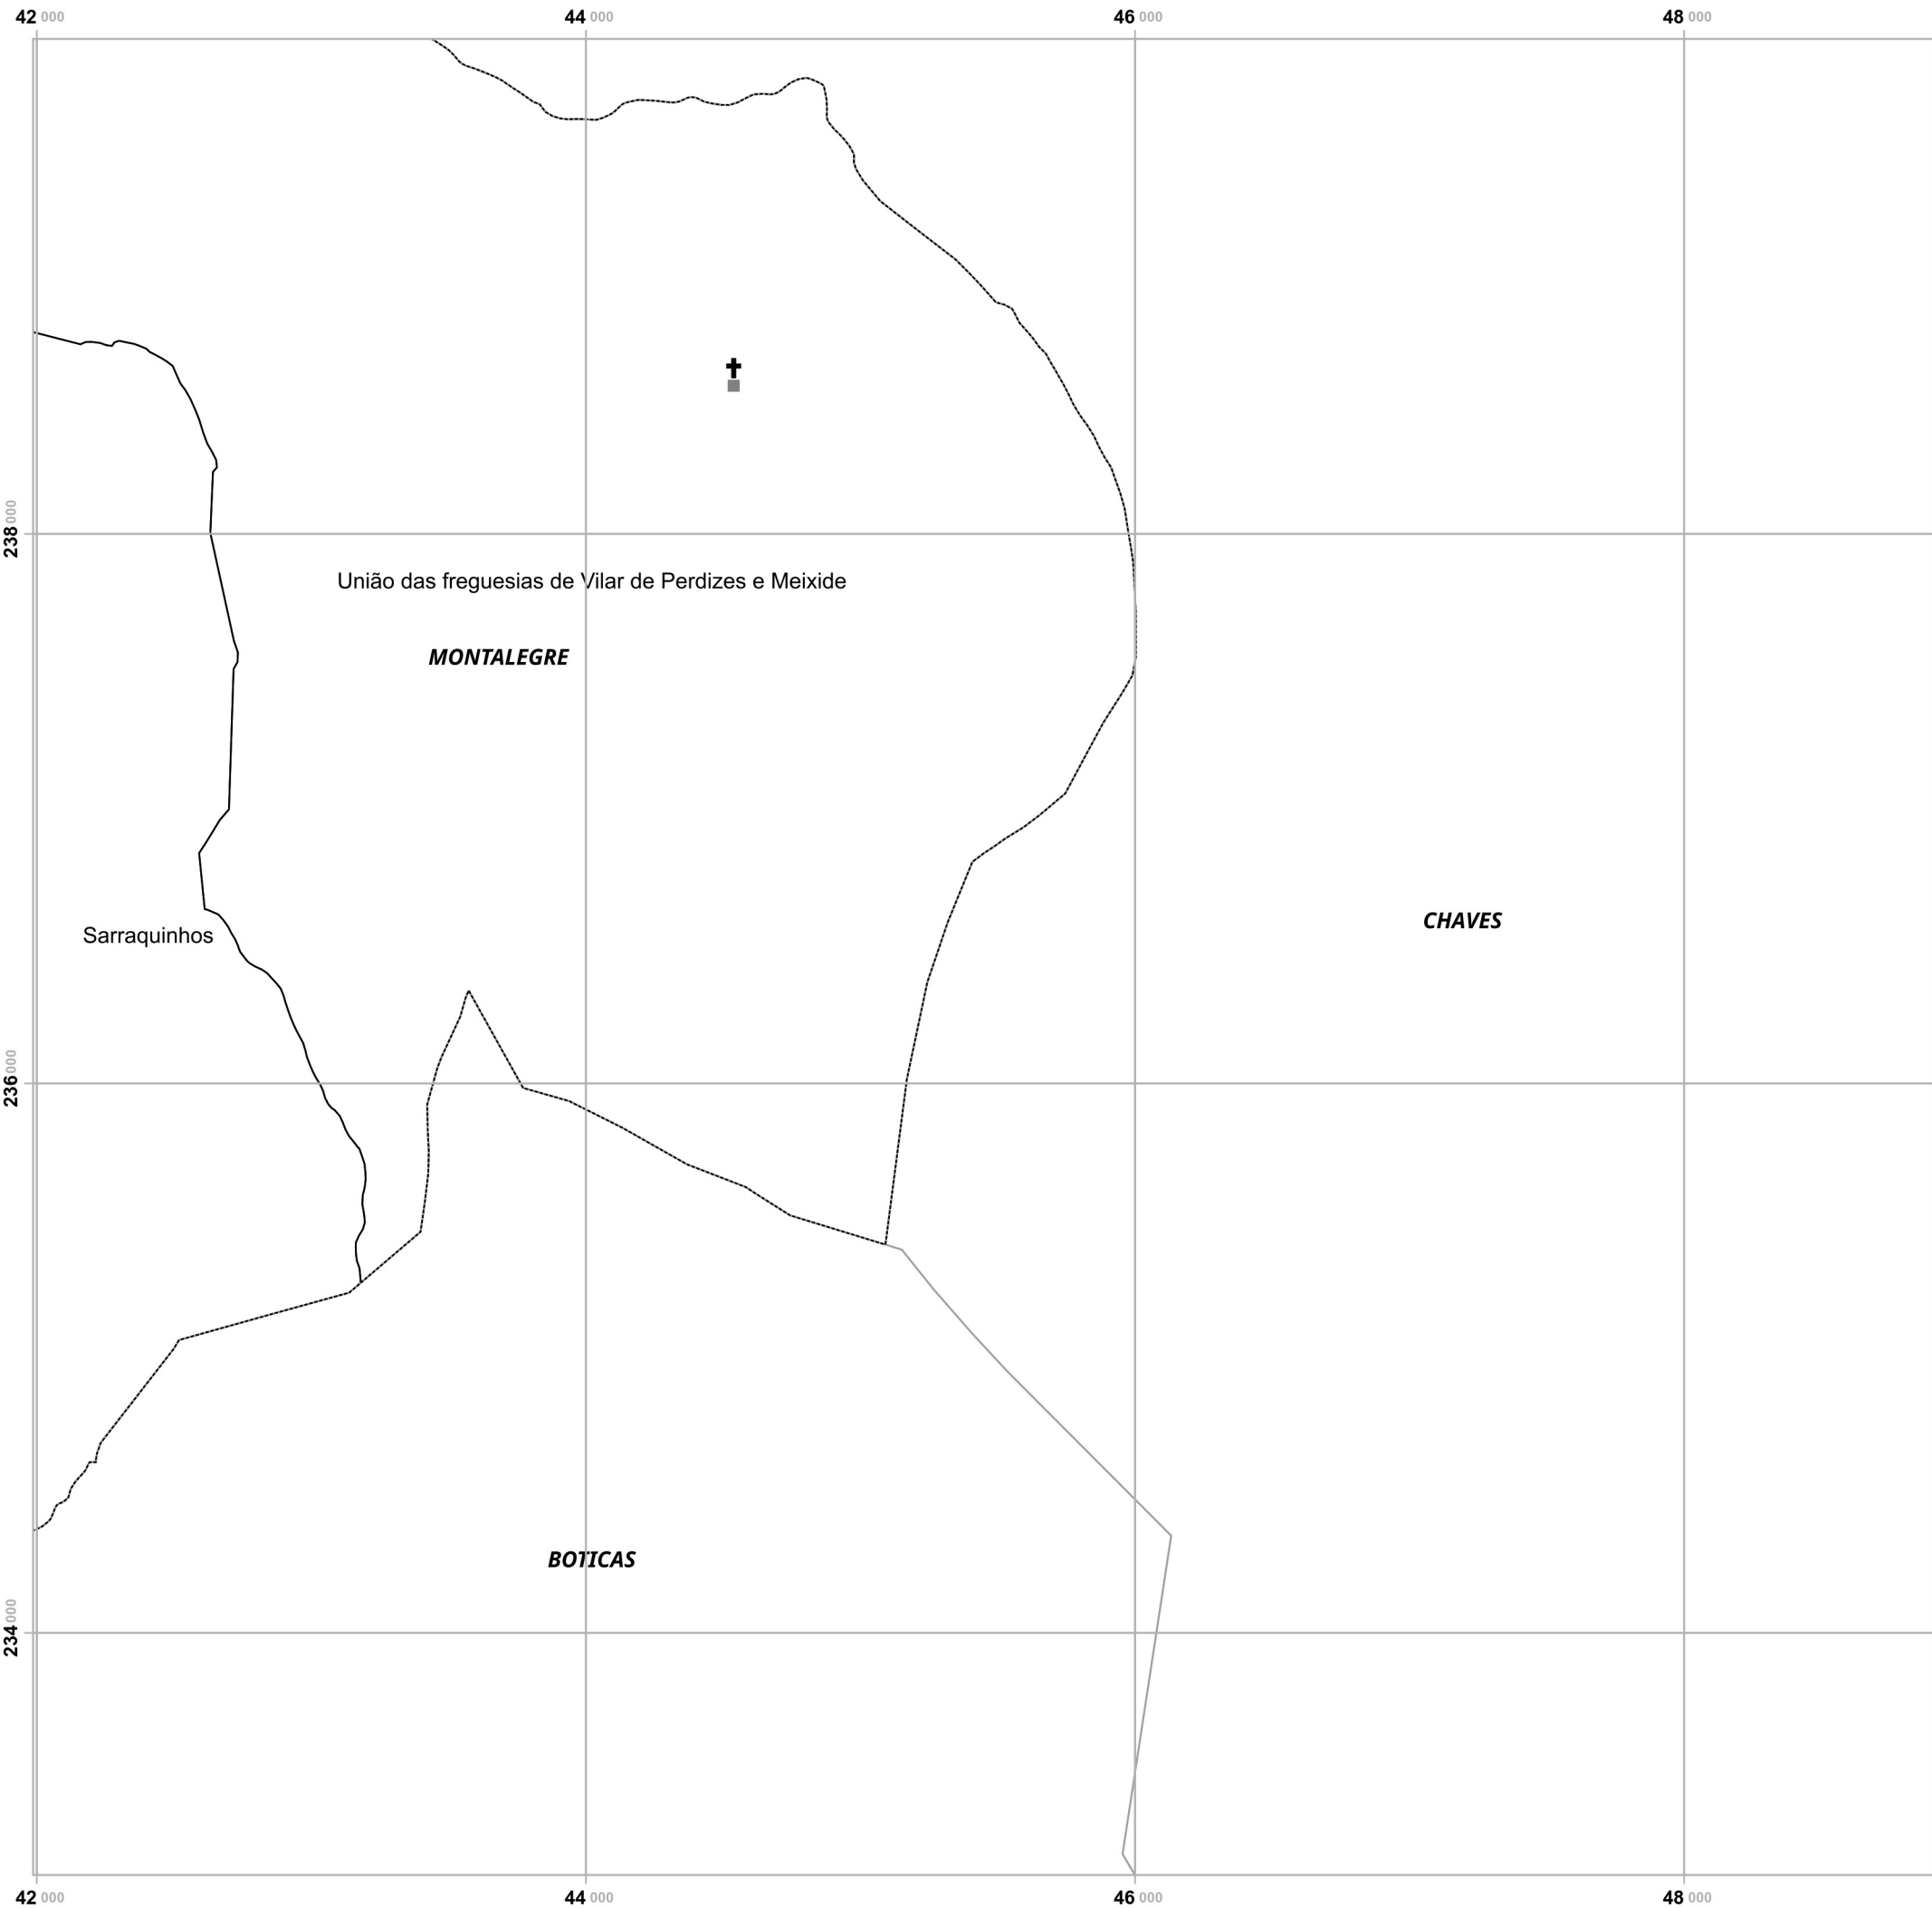 42 000 44 000 46 000 48 000
238 000
União das freguesias de Vilar de Perdizes e Meixide
MONTALEGRE
CHAVES
Sarraquinhos
236 000
BOTICAS
234 000
42 000 44 000 46 000 48 000